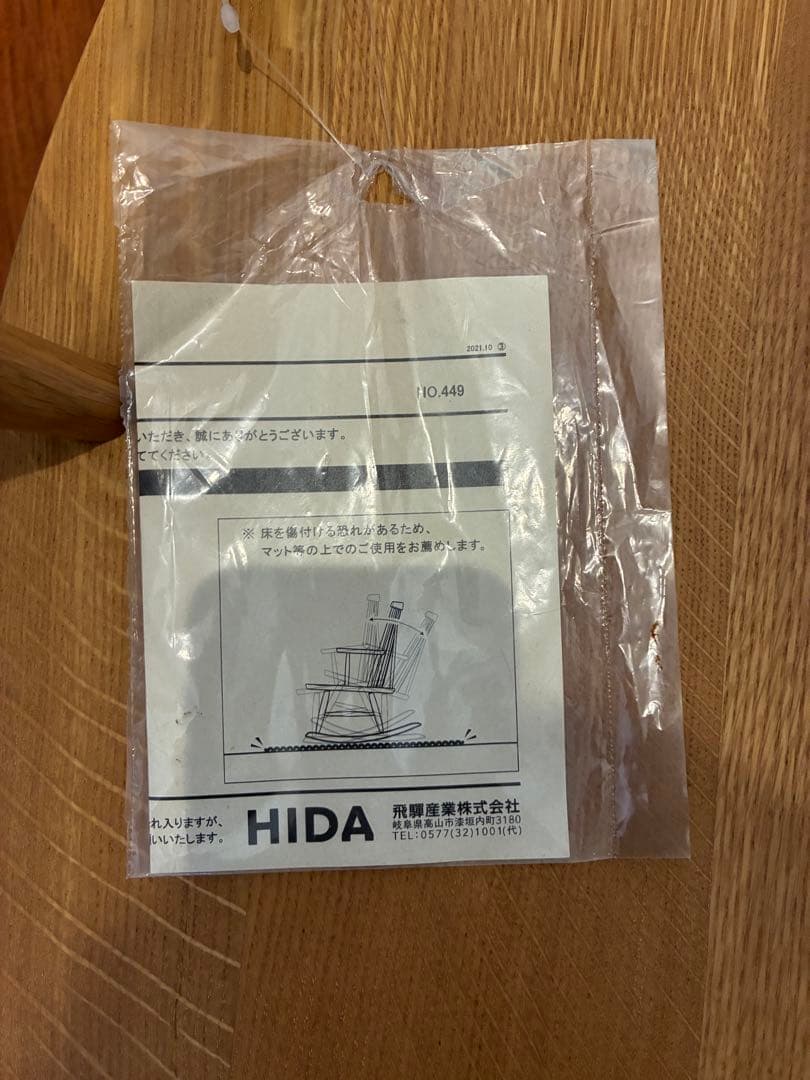 2021.10 ③
HO.449
いただき、誠にありがとうございます。
てください。
※ 床を傷付ける恐れがあるため、
マット等の上でのご使用をお薦めします。
れ入りますが、
いいたします。
HIDA
飛騨産業株式会社
岐阜県高山市漆垣内町3180
TEL:0577(32)1001(代)